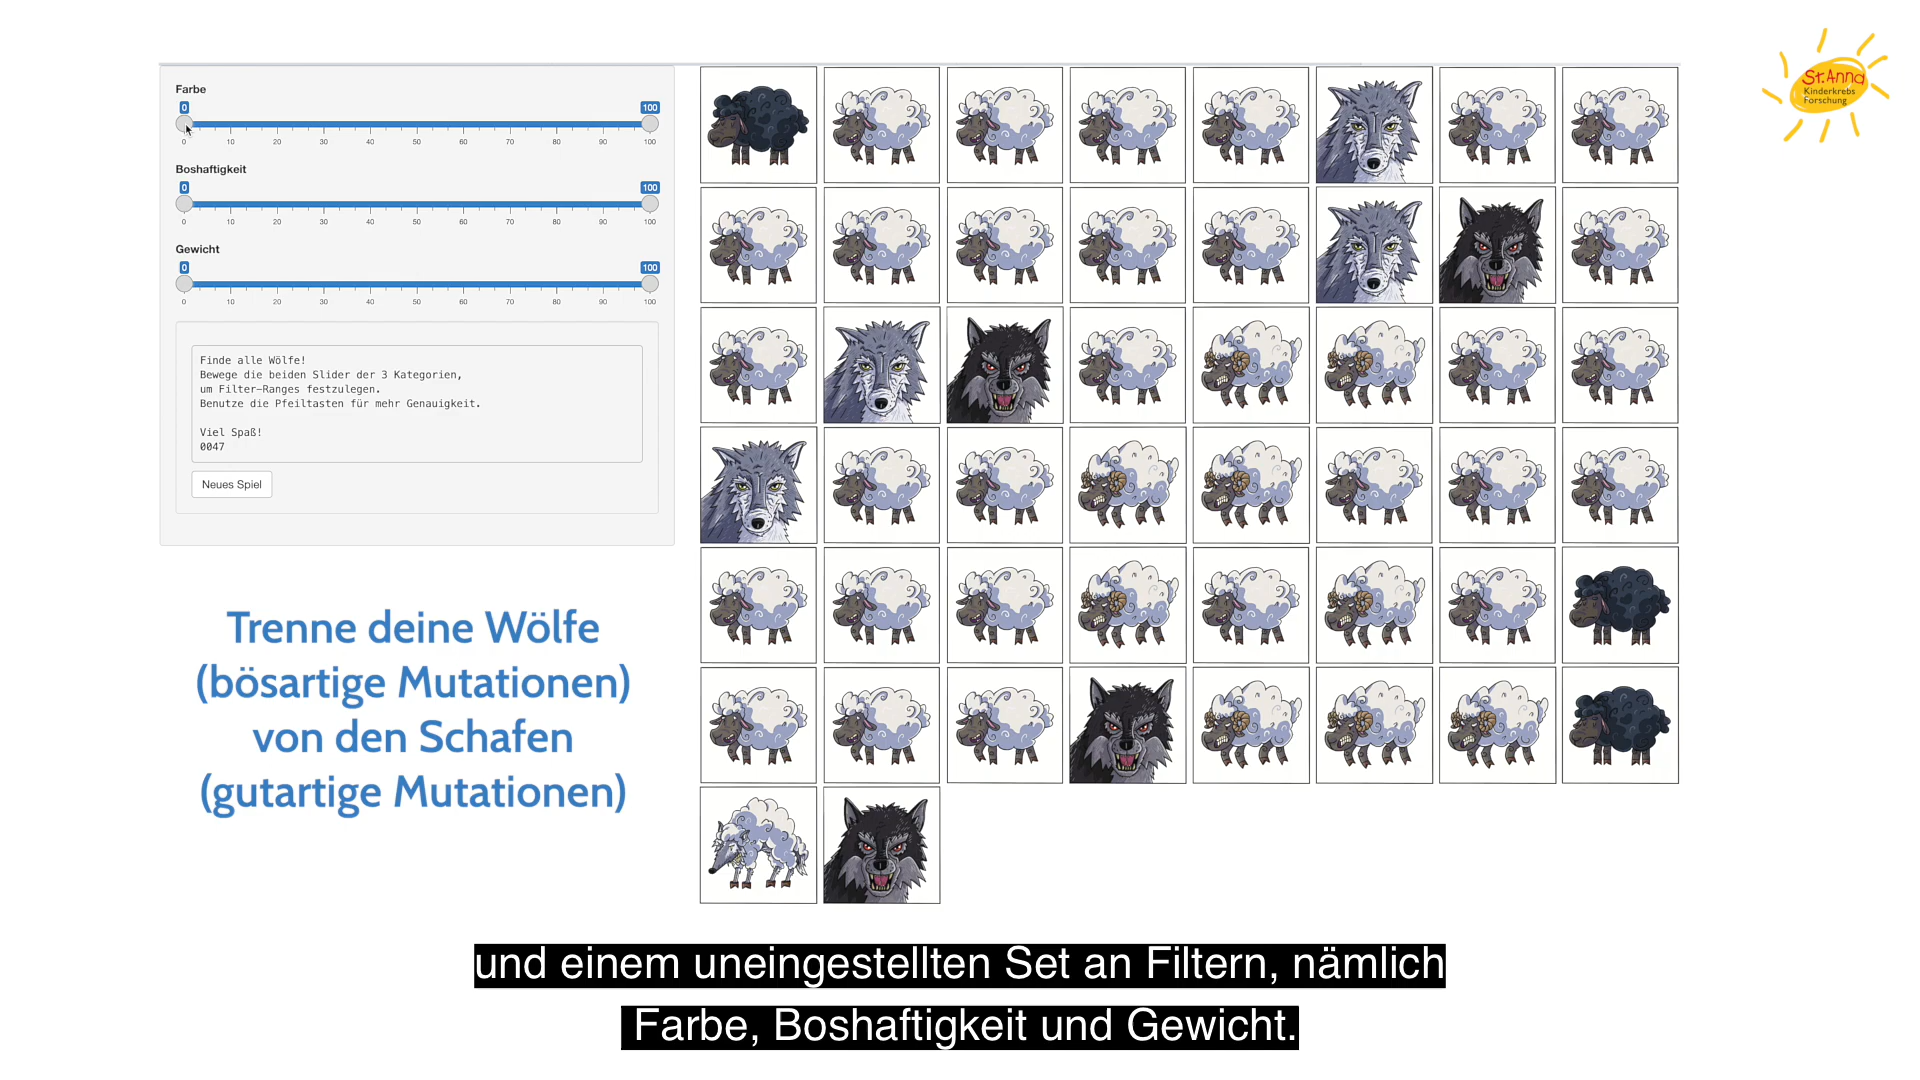 St. Anna
Kinderkrebs
Forschung
Farbe
0 100
0 10 20 30 40 50 60 70 80 90 100
Boshaftigkeit
0 100
0 10 20 30 40 50 60 70 80 90 100
Gewicht
0 100
0 10 20 30 40 50 60 70 80 90 100
Finde alle Wölfe!
Bewege die beiden Slider der 3 Kategorien,
um Filter-Ranges festzulegen.
Benutze die Pfeiltasten für mehr Genauigkeit.
Viel Spaß!
0047
Neues Spiel
Trenne deine Wölfe
(bösartige Mutationen)
von den Schafen
(gutartige Mutationen)
und einem uneingestellten Set an Filtern, nämlich
Farbe, Boshaftigkeit und Gewicht.